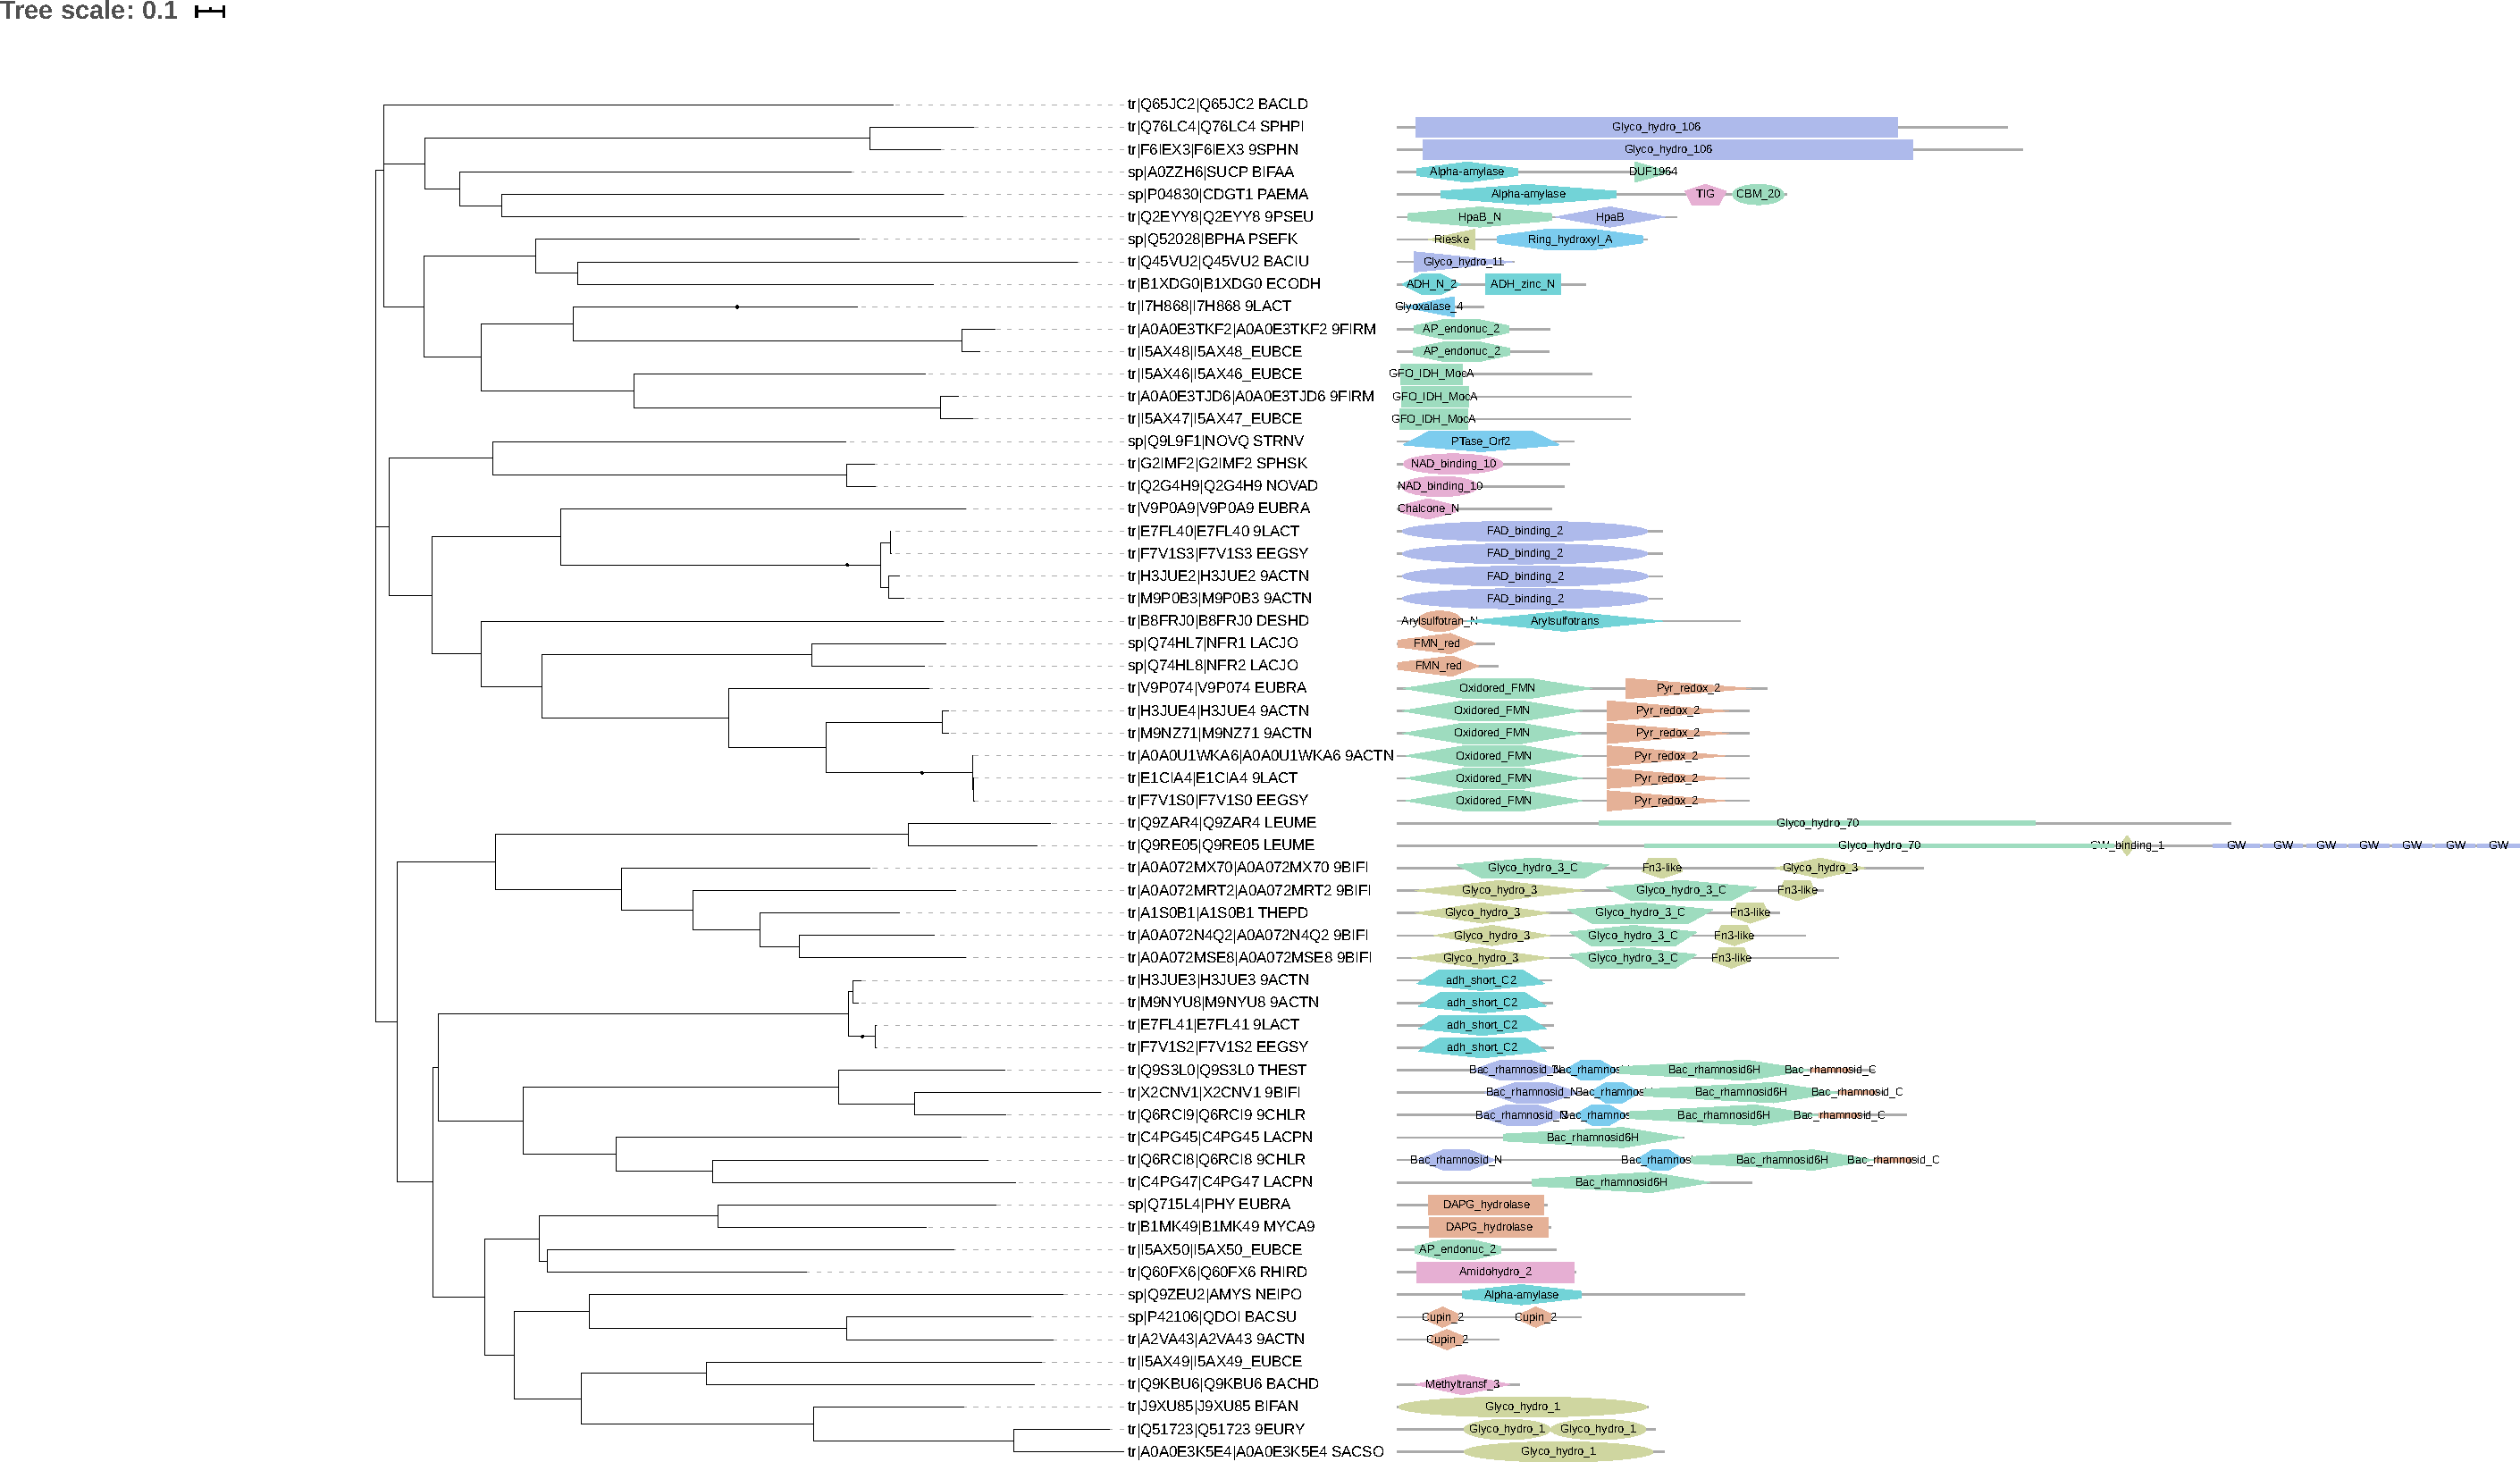 Tree scale: 0.1
tr|Q65JC2|Q65JC2 BACLD
tr|Q76LC4|Q76LC4 SPHPI Glyco_hydro_106
tr|F6IEX3|F6IEX3 9SPHN Glyco_hydro_106
sp|A0ZZH6|SUCP BIFAA Alpha-amylase DUF1964
sp|P04830|CDGT1 PAEMA Alpha-amylase TIG CBM_20
tr|Q2EYY8|Q2EYY8 9PSEU HpaB_N HpaB
sp|Q52028|BPHA PSEFK Rieske Ring_hydroxyl_A
tr|Q45VU2|Q45VU2 BACIU Glyco_hydro_11
tr|B1XDG0|B1XDG0 ECODH ADH_N_2 ADH_zinc_N
tr|I7H868|I7H868 9LACT Glyoxalase_4
tr|A0A0E3TKF2|A0A0E3TKF2 9FIRM AP_endonuc_2
tr|I5AX48|I5AX48_EUBCE AP_endonuc_2
tr|I5AX46|I5AX46_EUBCE GFO_IDH_MocA
tr|A0A0E3TJD6|A0A0E3TJD6 9FIRM GFO_IDH_MocA
tr|I5AX47|I5AX47_EUBCE GFO_IDH_MocA
sp|Q9L9F1|NOVQ STRNV PTase_Orf2
tr|G2IMF2|G2IMF2 SPHSK NAD_binding_10
tr|Q2G4H9|Q2G4H9 NOVAD NAD_binding_10
tr|V9P0A9|V9P0A9 EUBRA Chalcone_N
tr|E7FL40|E7FL40 9LACT FAD_binding_2
tr|F7V1S3|F7V1S3 EEGSY FAD_binding_2
tr|H3JUE2|H3JUE2 9ACTN FAD_binding_2
tr|M9P0B3|M9P0B3 9ACTN FAD_binding_2
tr|B8FRJ0|B8FRJ0 DESHD Arylsulfotran_N Arylsulfotrans
sp|Q74HL7|NFR1 LACJO FMN_red
sp|Q74HL8|NFR2 LACJO FMN_red
tr|V9P074|V9P074 EUBRA Oxidored_FMN Pyr_redox_2
tr|H3JUE4|H3JUE4 9ACTN Oxidored_FMN Pyr_redox_2
tr|M9NZ71|M9NZ71 9ACTN Oxidored_FMN Pyr_redox_2
tr|A0A0U1WKA6|A0A0U1WKA6 9ACTN Oxidored_FMN Pyr_redox_2
tr|E1CIA4|E1CIA4 9LACT Oxidored_FMN Pyr_redox_2
tr|F7V1S0|F7V1S0 EEGSY Oxidored_FMN Pyr_redox_2
tr|Q9ZAR4|Q9ZAR4 LEUME Glyco_hydro_70
tr|Q9RE05|Q9RE05 LEUME Glyco_hydro_70 CW_binding_1 GW GW GW GW GW GW GW
tr|A0A072MX70|A0A072MX70 9BIFI Glyco_hydro_3_C Fn3-like Glyco_hydro_3
tr|A0A072MRT2|A0A072MRT2 9BIFI Glyco_hydro_3 Glyco_hydro_3_C Fn3-like
tr|A1S0B1|A1S0B1 THEPD Glyco_hydro_3 Glyco_hydro_3_C Fn3-like
tr|A0A072N4Q2|A0A072N4Q2 9BIFI Glyco_hydro_3 Glyco_hydro_3_C Fn3-like
tr|A0A072MSE8|A0A072MSE8 9BIFI Glyco_hydro_3 Glyco_hydro_3_C Fn3-like
tr|H3JUE3|H3JUE3 9ACTN adh_short_C2
tr|M9NYU8|M9NYU8 9ACTN adh_short_C2
tr|E7FL41|E7FL41 9LACT adh_short_C2
tr|F7V1S2|F7V1S2 EEGSY adh_short_C2
tr|Q9S3L0|Q9S3L0 THEST Bac_rhamnosid_N Bac_rhamnosid6H Bac_rhamnosid_C
tr|X2CNV1|X2CNV1 9BIFI Bac_rhamnosid_N Bac_rhamnosid6H Bac_rhamnosid_C
tr|Q6RCI9|Q6RCI9 9CHLR Bac_rhamnosid_N Bac_rhamnosid6H Bac_rhamnosid_C
tr|C4PG45|C4PG45 LACPN Bac_rhamnosid6H
tr|Q6RCI8|Q6RCI8 9CHLR Bac_rhamnosid_N Bac_rhamnos Bac_rhamnosid6H Bac_rhamnosid_C
tr|C4PG47|C4PG47 LACPN Bac_rhamnosid6H
sp|Q715L4|PHY EUBRA DAPG_hydrolase
tr|B1MK49|B1MK49 MYCA9 DAPG_hydrolase
tr|I5AX50|I5AX50_EUBCE AP_endonuc_2
tr|Q60FX6|Q60FX6 RHIRD Amidohydro_2
sp|Q9ZEU2|AMYS NEIPO Alpha-amylase
sp|P42106|QDOI BACSU Cupin_2 Cupin_2
tr|A2VA43|A2VA43 9ACTN Cupin_2
tr|I5AX49|I5AX49_EUBCE
tr|Q9KBU6|Q9KBU6 BACHD Methyltransf_3
tr|J9XU85|J9XU85 BIFAN Glyco_hydro_1
tr|Q51723|Q51723 9EURY Glyco_hydro_1 Glyco_hydro_1
tr|A0A0E3K5E4|A0A0E3K5E4 SACSO Glyco_hydro_1